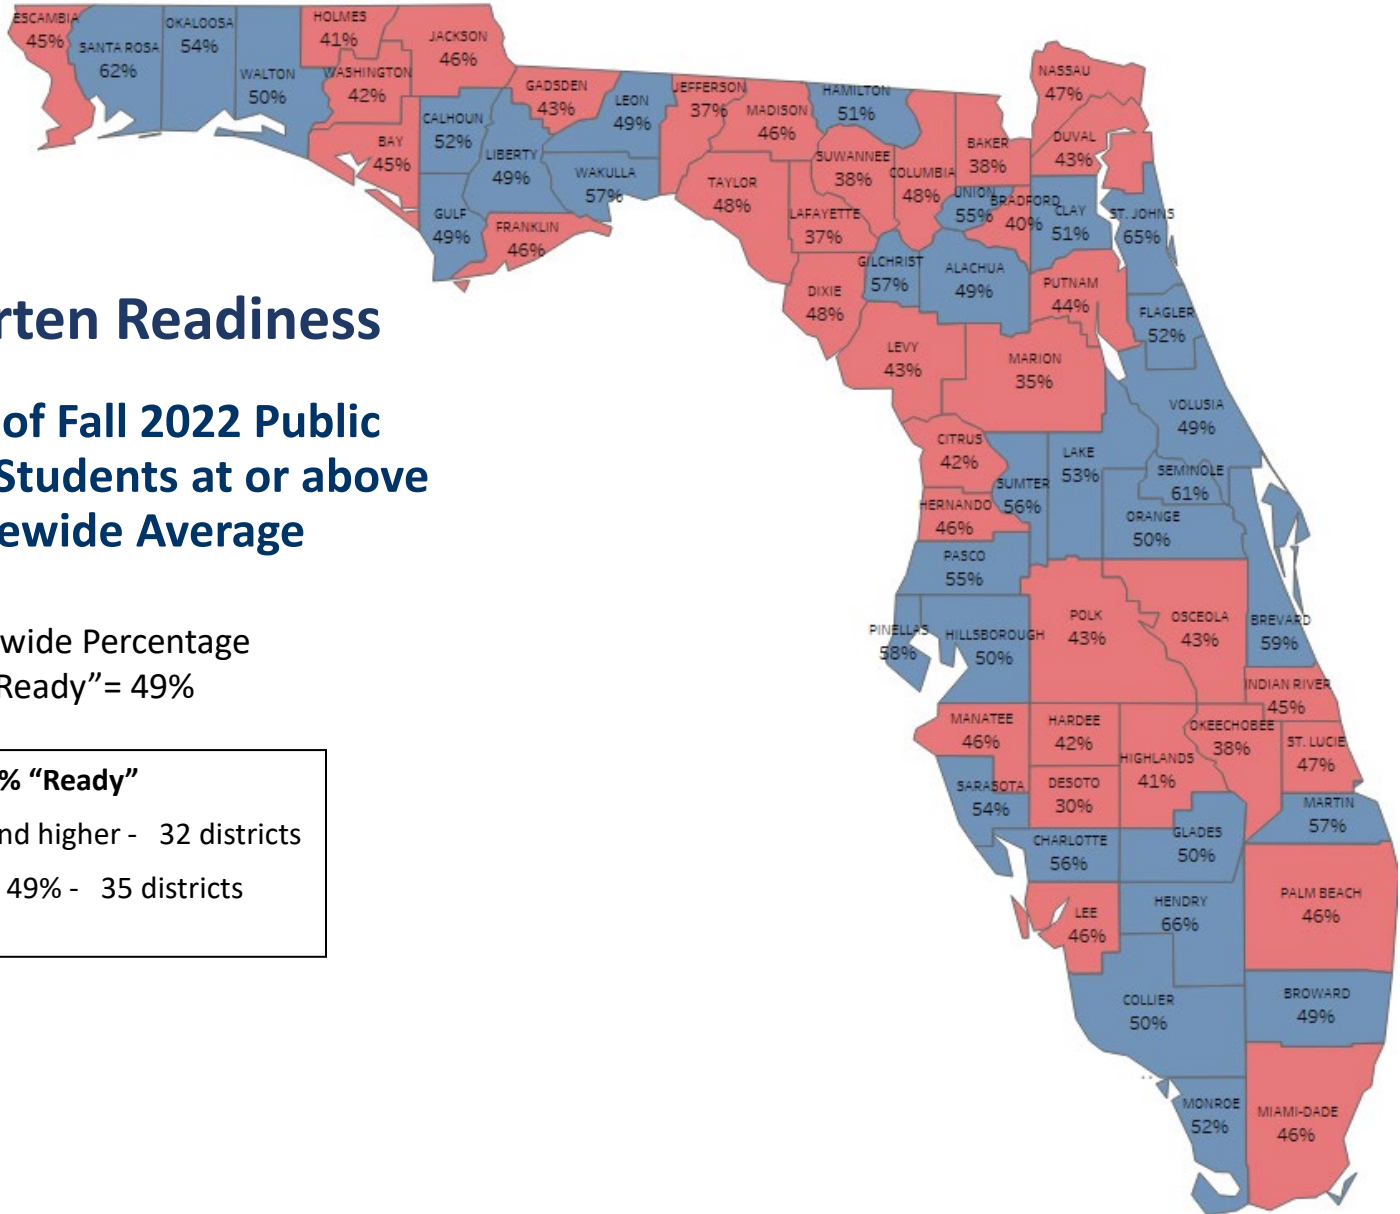 ESCAMBIA
45%
SANTA ROSA
62%
OKALOOSA
54%
WALTON
50%
HOLMES
41%
WASHINGTON
42%
JACKSON
46%
BAY
45%
CALHOUN
52%
GULF
49%
LIBERTY
49%
GADSDEN
43%
FRANKLIN
46%
LEON
49%
WAKULLA
57%
JEFFERSON
37%
MADISON
46%
TAYLOR
48%
HAMILTON
51%
SUWANNEE
38%
LAFAYETTE
37%
DIXIE
48%
COLUMBIA
48%
GILCHRIST
57%
BAKER
38%
UNION
55%
BRADFORD
40%
ALACHUA
49%
NASSAU
47%
DUVAL
43%
CLAY
51%
ST. JOHNS
65%
PUTNAM
44%
FLAGLER
52%
LEVY
43%
MARION
35%
VOLUSIA
49%
CITRUS
42%
SUMTER
56%
LAKE
53%
SEMINOLE
61%
HERNANDO
46%
ORANGE
50%
PASCO
55%
PINELLAS
58%
HILLSBOROUGH
50%
POLK
43%
OSCEOLA
43%
BREVARD
59%
INDIAN RIVER
45%
MANATEE
46%
HARDEE
42%
HIGHLANDS
41%
OKEECHOBEE
38%
ST. LUCIE
47%
SARASOTA
54%
DESOTO
30%
MARTIN
57%
CHARLOTTE
56%
GLADES
50%
LEE
46%
HENDRY
66%
PALM BEACH
46%
COLLIER
50%
BROWARD
49%
MONROE
52%
MIAMI-DADE
46%
rten Readiness
of Fall 2022 Public
Students at or above
ewide Average
wide Percentage
Ready”= 49%
% “Ready”
nd higher - 32 districts
49% - 35 districts